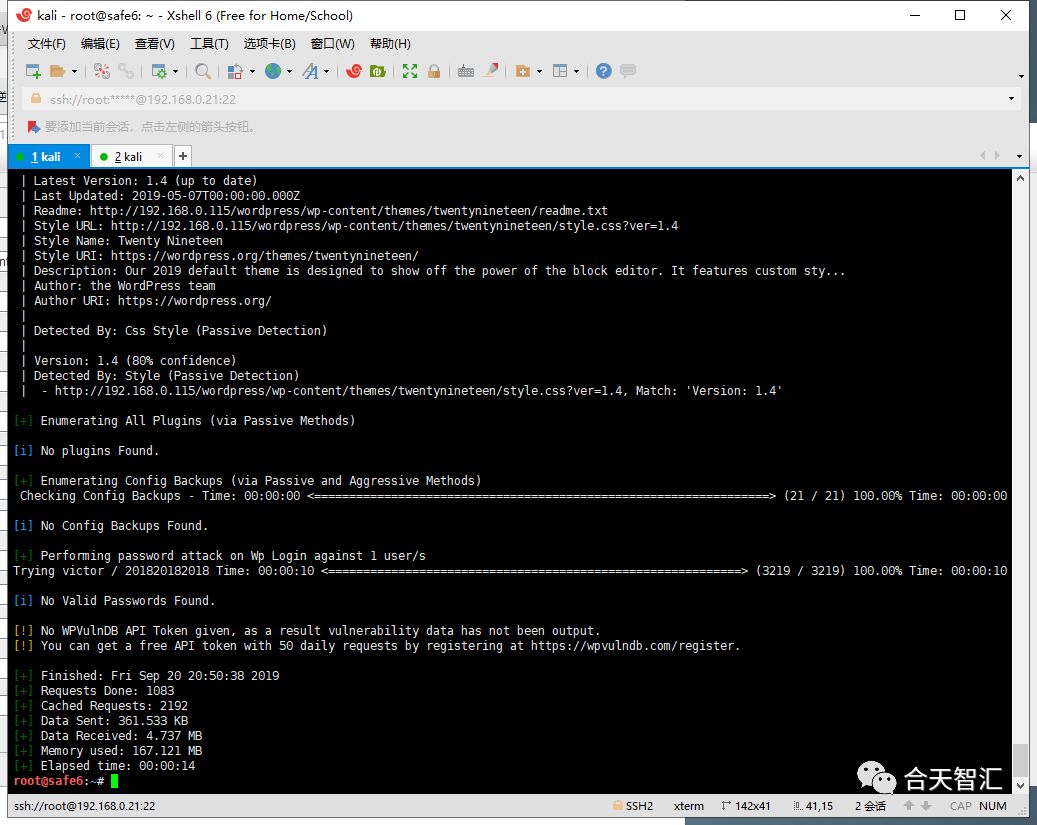 kali - root@safe6: ~ - Xshell 6 (Free for Home/School)
文件(F) 编辑(E) 查看(V) 工具(T) 选项卡(B) 窗口(W) 帮助(H)
ssh://root:*****@192.168.0.21:22
要添加当前会话，点击左侧的箭头按钮。
1 kali × 2 kali × +
| Latest Version: 1.4 (up to date)
| Last Updated: 2019-05-07T00:00:00.000Z
| Readme: http://192.168.0.115/wordpress/wp-content/themes/twentynineteen/readme.txt
| Style URL: http://192.168.0.115/wordpress/wp-content/themes/twentynineteen/style.css?ver=1.4
| Style Name: Twenty Nineteen
| Style URI: https://wordpress.org/themes/twentynineteen/
| Description: Our 2019 default theme is designed to show off the power of the block editor. It features custom sty...
| Author: the WordPress team
| Author URI: https://wordpress.org/
|
| Detected By: Css Style (Passive Detection)
|
| Version: 1.4 (80% confidence)
| Detected By: Style (Passive Detection)
|  - http://192.168.0.115/wordpress/wp-content/themes/twentynineteen/style.css?ver=1.4, Match: 'Version: 1.4'
[+] Enumerating All Plugins (via Passive Methods)
[i] No plugins Found.
[+] Enumerating Config Backups (via Passive and Aggressive Methods)
Checking Config Backups - Time: 00:00:00 <=================================================================> (21 / 21) 100.00% Time: 00:00:00
[i] No Config Backups Found.
[+] Performing password attack on Wp Login against 1 user/s
Trying victor / 201820182018 Time: 00:00:10 <===========================================================> (3219 / 3219) 100.00% Time: 00:00:10
[i] No Valid Passwords Found.
[!] No WPVulnDB API Token given, as a result vulnerability data has not been output.
[!] You can get a free API token with 50 daily requests by registering at https://wpvulndb.com/register.
[+] Finished: Fri Sep 20 20:50:38 2019
[+] Requests Done: 1083
[+] Cached Requests: 2192
[+] Data Sent: 361.533 KB
[+] Data Received: 4.737 MB
[+] Memory used: 167.121 MB
[+] Elapsed time: 00:00:14
root@safe6:~#
合天智汇
ssh://root@192.168.0.21:22 SSH2 xterm 142x41 41,15 2 会话 CAP NUM